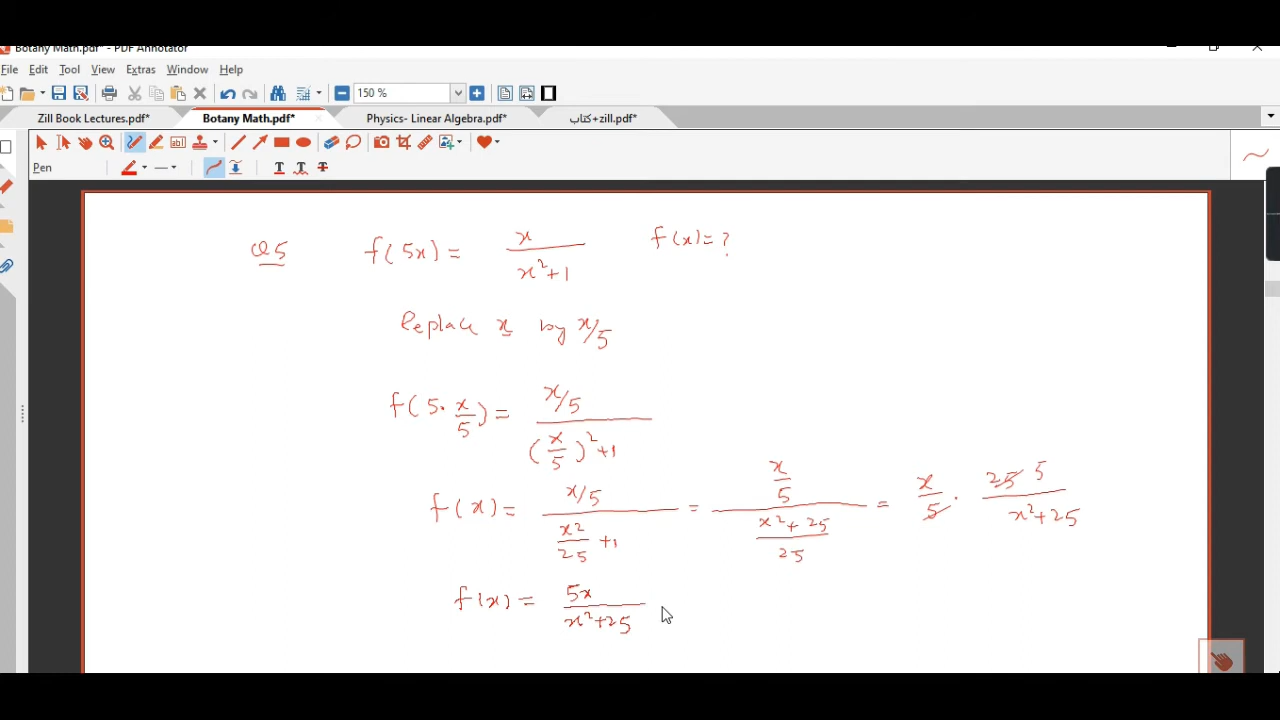 Botany Math.pdf* - PDF Annotator
File Edit Tool View Extras Window Help
150 %
Zill Book Lectures.pdf* Botany Math.pdf* Physics- Linear Algebra.pdf* کتاب+zill.pdf*
Pen
Q5 f(5x) = x / x²+1 f(x)=?
Replace x by x/5
f(5·x/5) = x/5 / (x/5)²+1
f(x) = x/5 / x²/25 +1 = x/5 / x²+25/25 = x/5 · 25 5 / x²+25
f(x) = 5x / x²+25